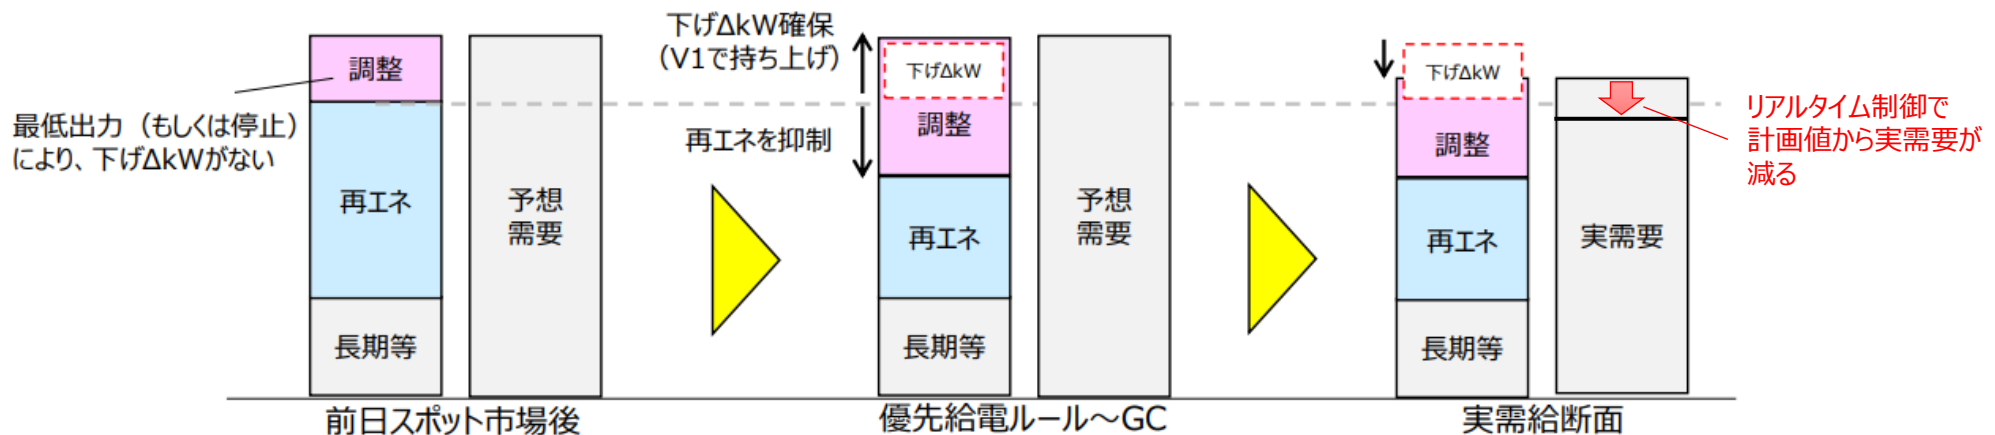 調整
最低出力（もしくは停止）
により、下げΔkWがない
再エネ
長期等
予想
需要
前日スポット市場後
下げΔkW確保
（V1で持ち上げ）
再エネを抑制
下げΔkW
調整
再エネ
長期等
予想
需要
優先給電ルール～GC
下げΔkW
調整
再エネ
長期等
実需要
リアルタイム制御で
計画値から実需要が
減る
実需給断面